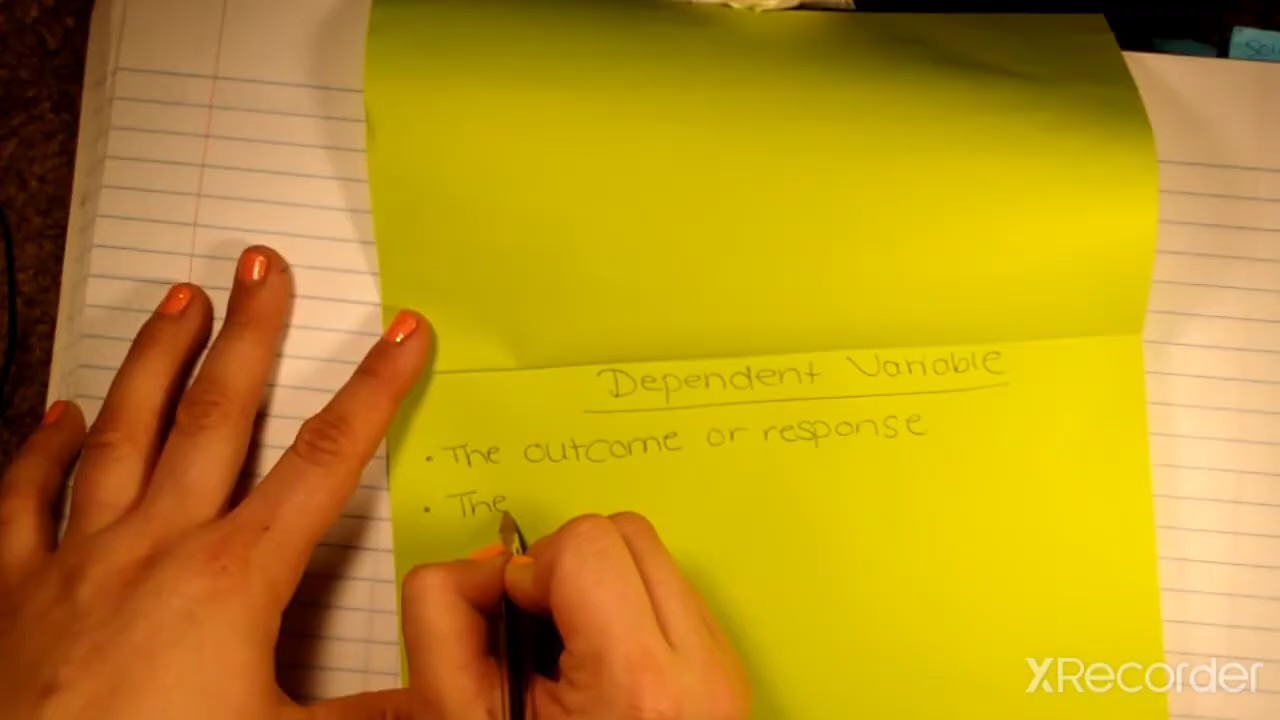 Dependent Variable
• The outcome or response
• The
XRecorder